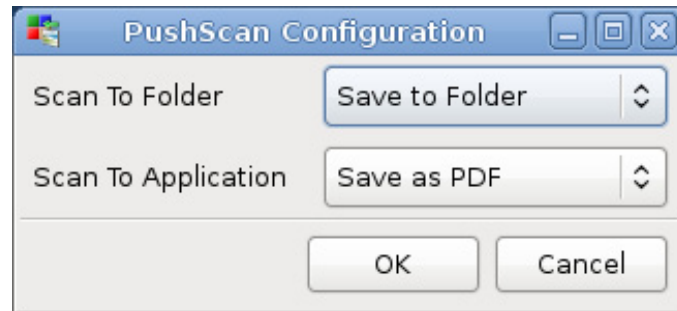 PushScan Configuration
Scan To Folder Save to Folder
Scan To Application Save as PDF
OK Cancel